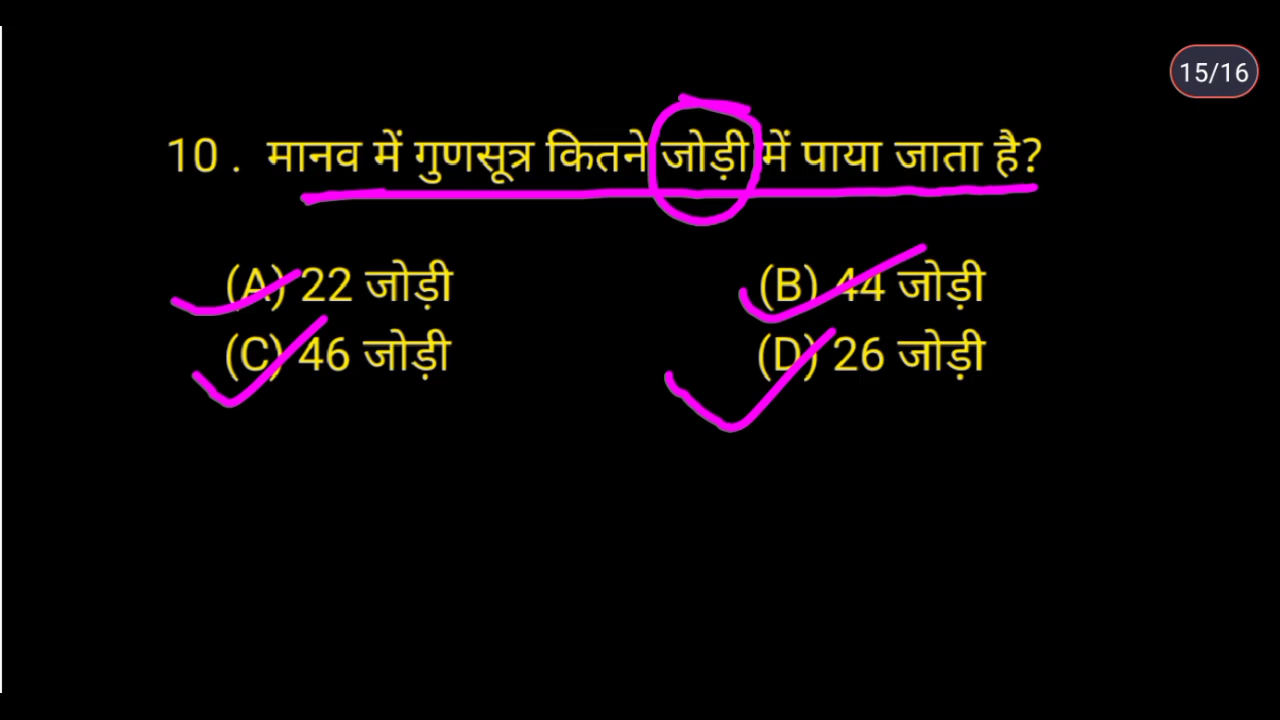 15/16
10 . मानव में गुणसूत्र कितने जोड़ी में पाया जाता है?
(A) 22 जोड़ी (B) 44 जोड़ी
(C) 46 जोड़ी (D) 26 जोड़ी